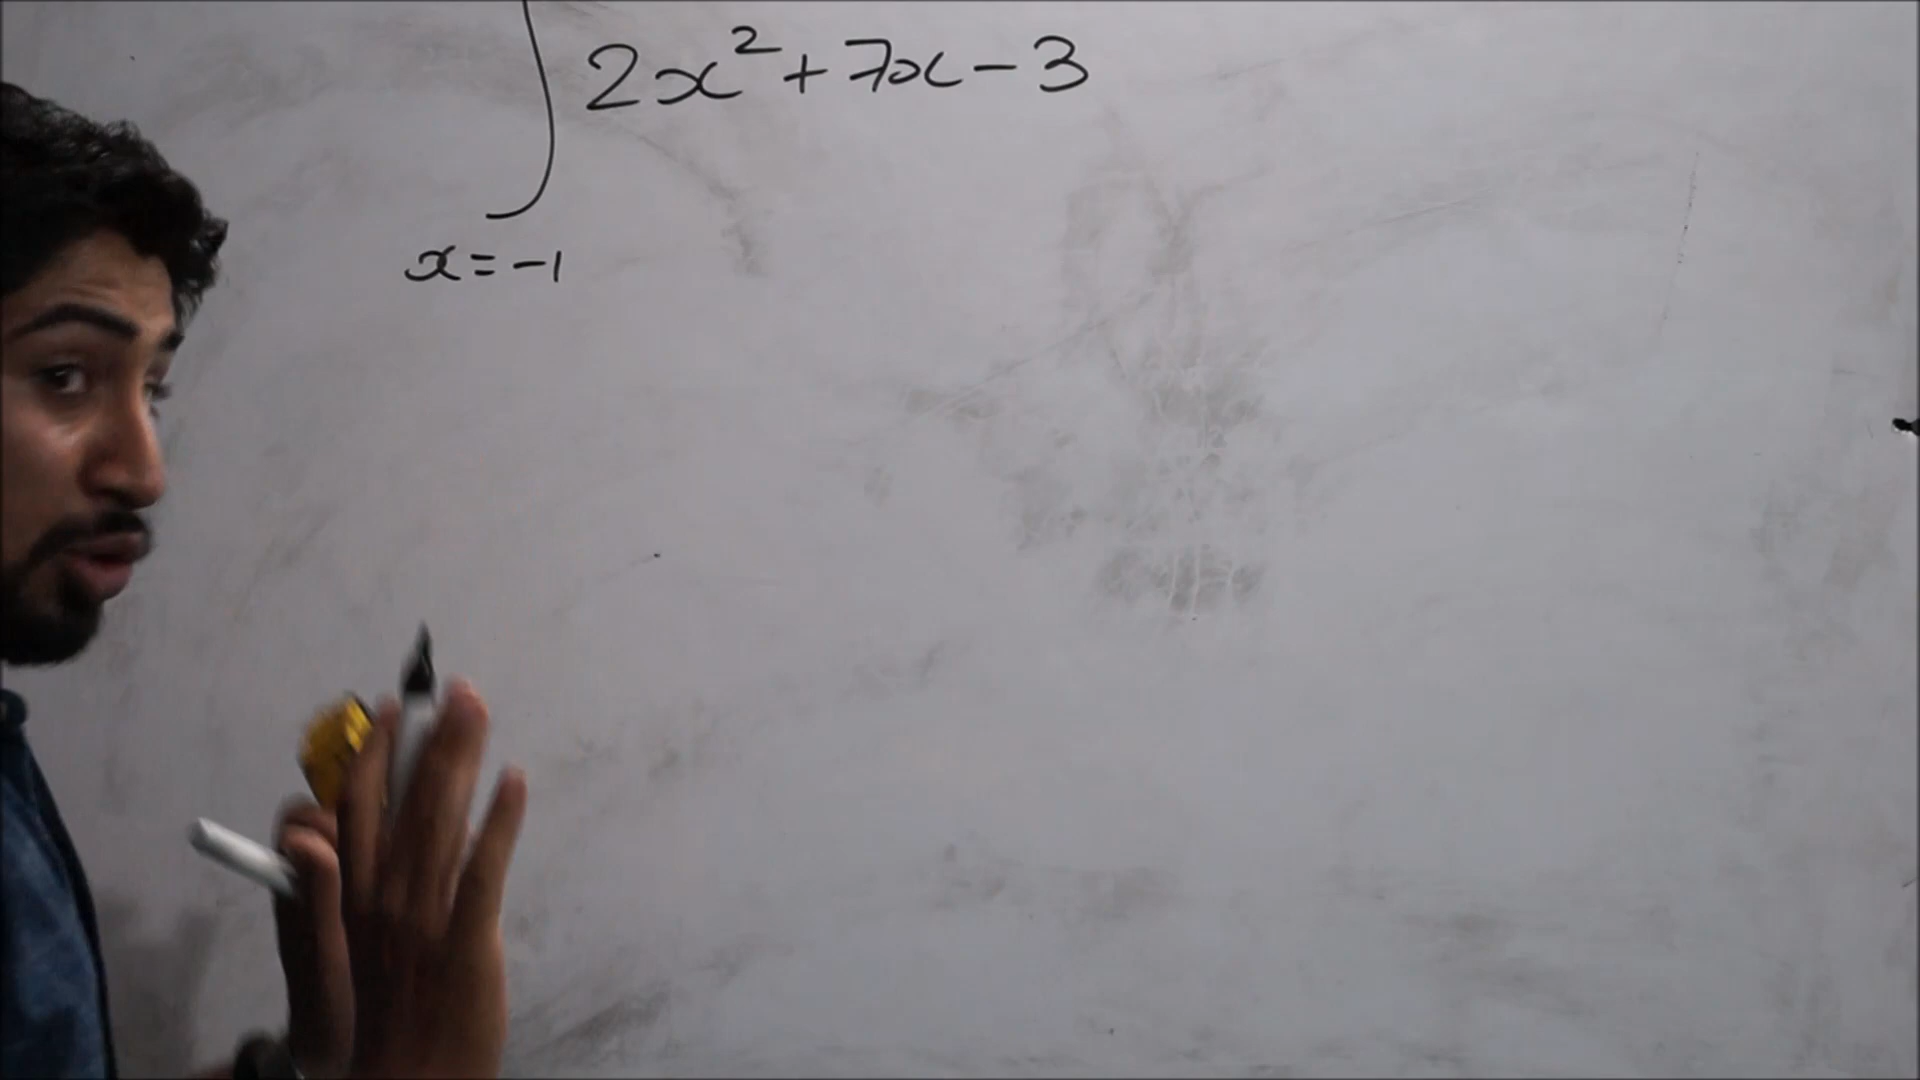 ∫ 2x² + 7x - 3
x = -1